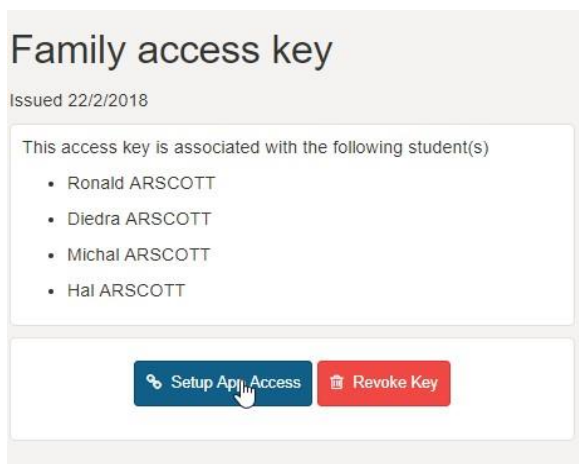 Family access key
Issued 22/2/2018
This access key is associated with the following student(s)
• Ronald ARSCOTT
• Diedra ARSCOTT
• Michal ARSCOTT
• Hal ARSCOTT
Setup App Access
Revoke Key